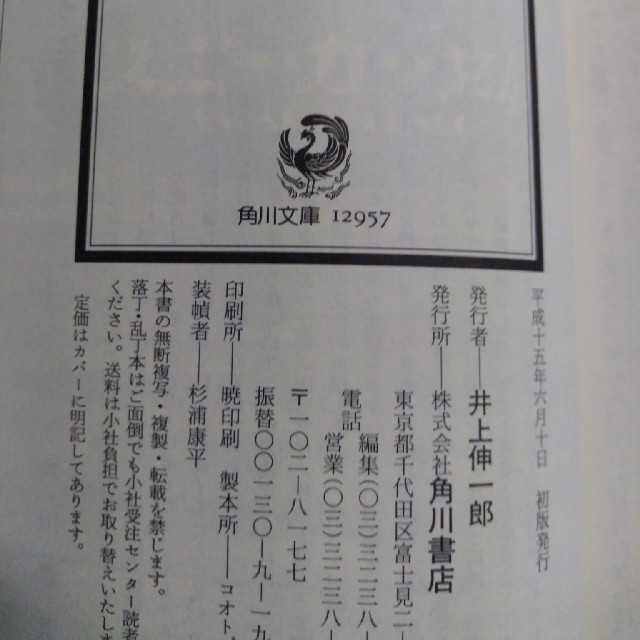 角川文庫 12957
平成十五年六月十日　初版発行
発行者──井上伸一郎
発行所──株式会社角川書店
東京都千代田区富士見二─
電話　編集(〇三)三二三八─
営業(〇三)三二三八─
〒一〇二─八一七七
振替〇〇一三〇─九─一九
印刷所──暁印刷　製本所──コオト・
装幀者──杉浦康平
本書の無断複写・複製・転載を禁じます。
落丁・乱丁本はご面倒でも小社受注センター読者
ください。送料は小社負担でお取り替えいたしま
定価はカバーに明記してあります。